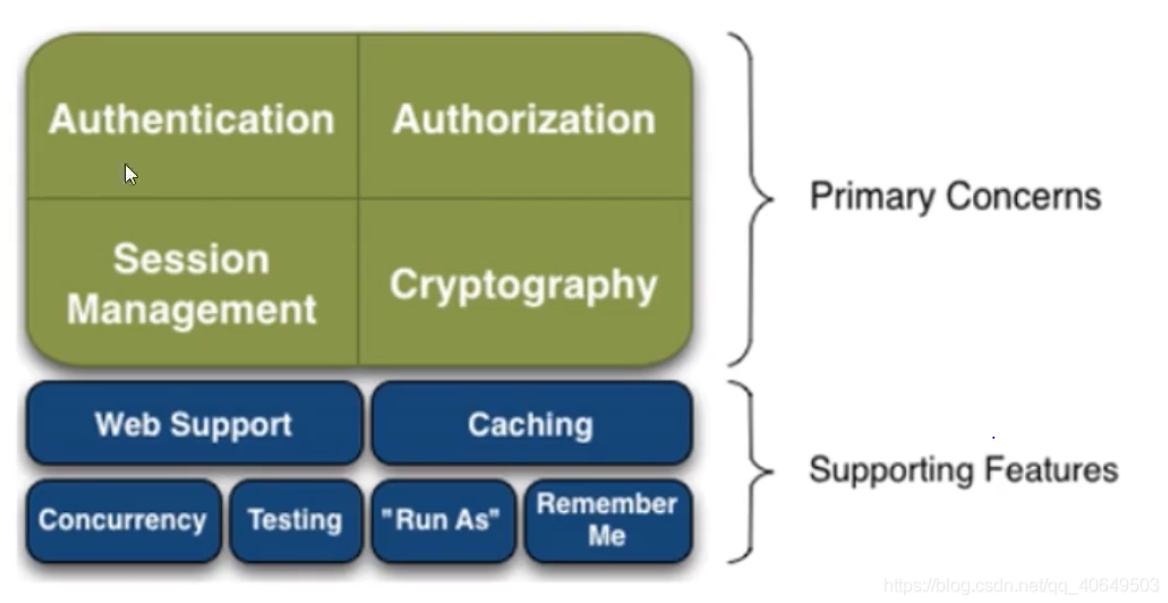 Authentication
Authorization
Session
Management
Cryptography
Primary Concerns
Web Support
Caching
Concurrency
Testing
"Run As"
Remember
Me
Supporting Features
https://blog.csdn.net/qq_40649503